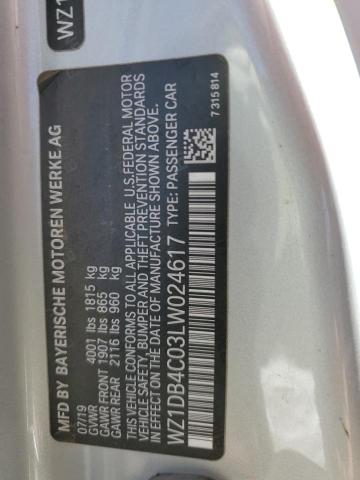 WZ1
MFD BY BAYERISCHE MOTOREN WERKE AG
07/19
GVWR 4001 lbs 1815 kg
GAWR FRONT 1907 lbs 865 kg
GAWR REAR 2116 lbs 960 kg
THIS VEHICLE CONFORMS TO ALL APPLICABLE U.S.FEDERAL MOTOR
VEHICLE SAFETY, BUMPER AND THEFT PREVENTION STANDARDS
IN EFFECT ON THE DATE OF MANUFACTURE SHOWN ABOVE.
WZ1DB4C03LW024617 TYPE: PASSENGER CAR
7 315 814